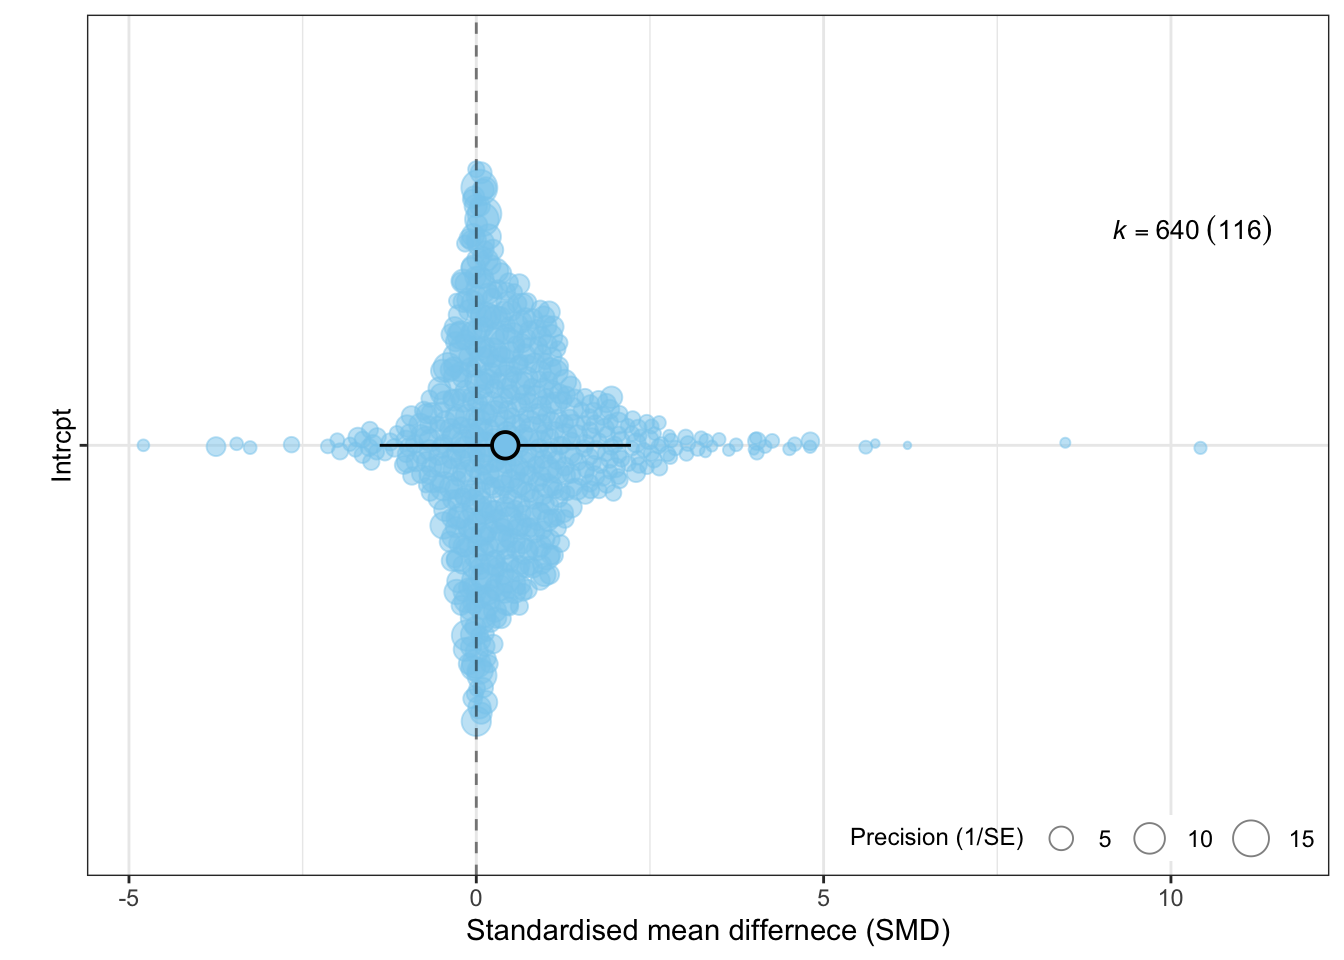 k = 640 (116)
Intrcpt
Precision (1/SE) 5 10 15
-5 0 5 10
Standardised mean differnece (SMD)